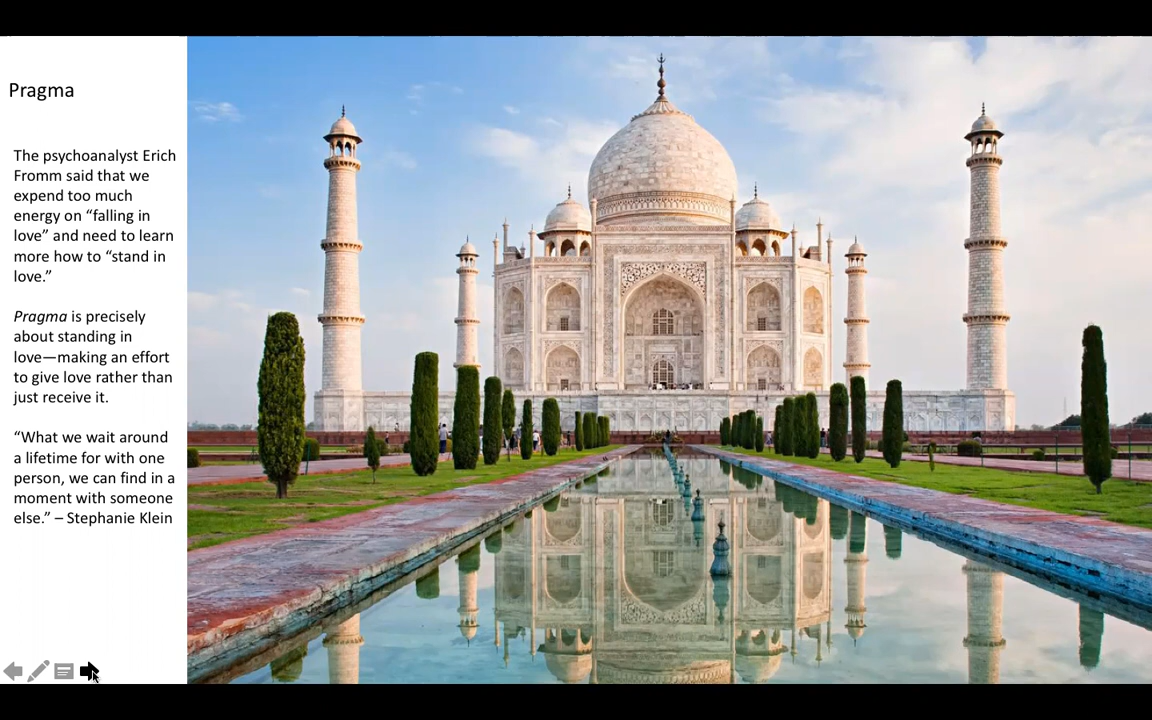 Pragma
The psychoanalyst Erich
Fromm said that we
expend too much
energy on “falling in
love” and need to learn
more how to “stand in
love.”
Pragma is precisely
about standing in
love—making an effort
to give love rather than
just receive it.
“What we wait around
a lifetime for with one
person, we can find in a
moment with someone
else.” – Stephanie Klein